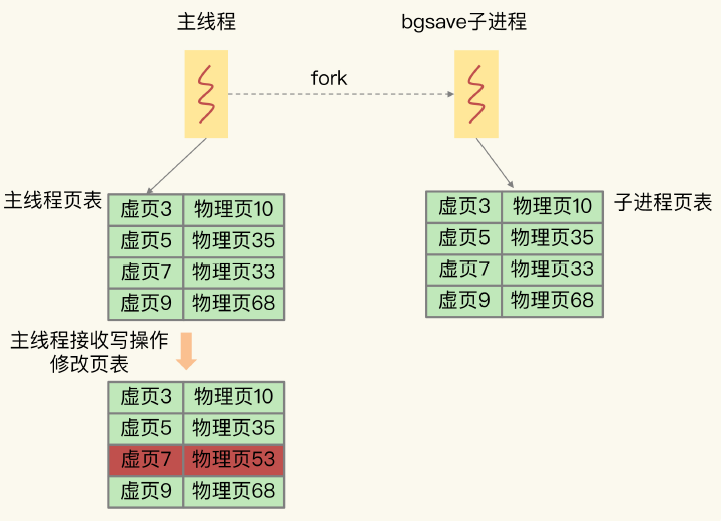 主线程
bgsave子进程
fork
主线程页表
虚页3 物理页10
虚页5 物理页35
虚页7 物理页33
虚页9 物理页68
子进程页表
虚页3 物理页10
虚页5 物理页35
虚页7 物理页33
虚页9 物理页68
主线程接收写操作
修改页表
虚页3 物理页10
虚页5 物理页35
虚页7 物理页53
虚页9 物理页68